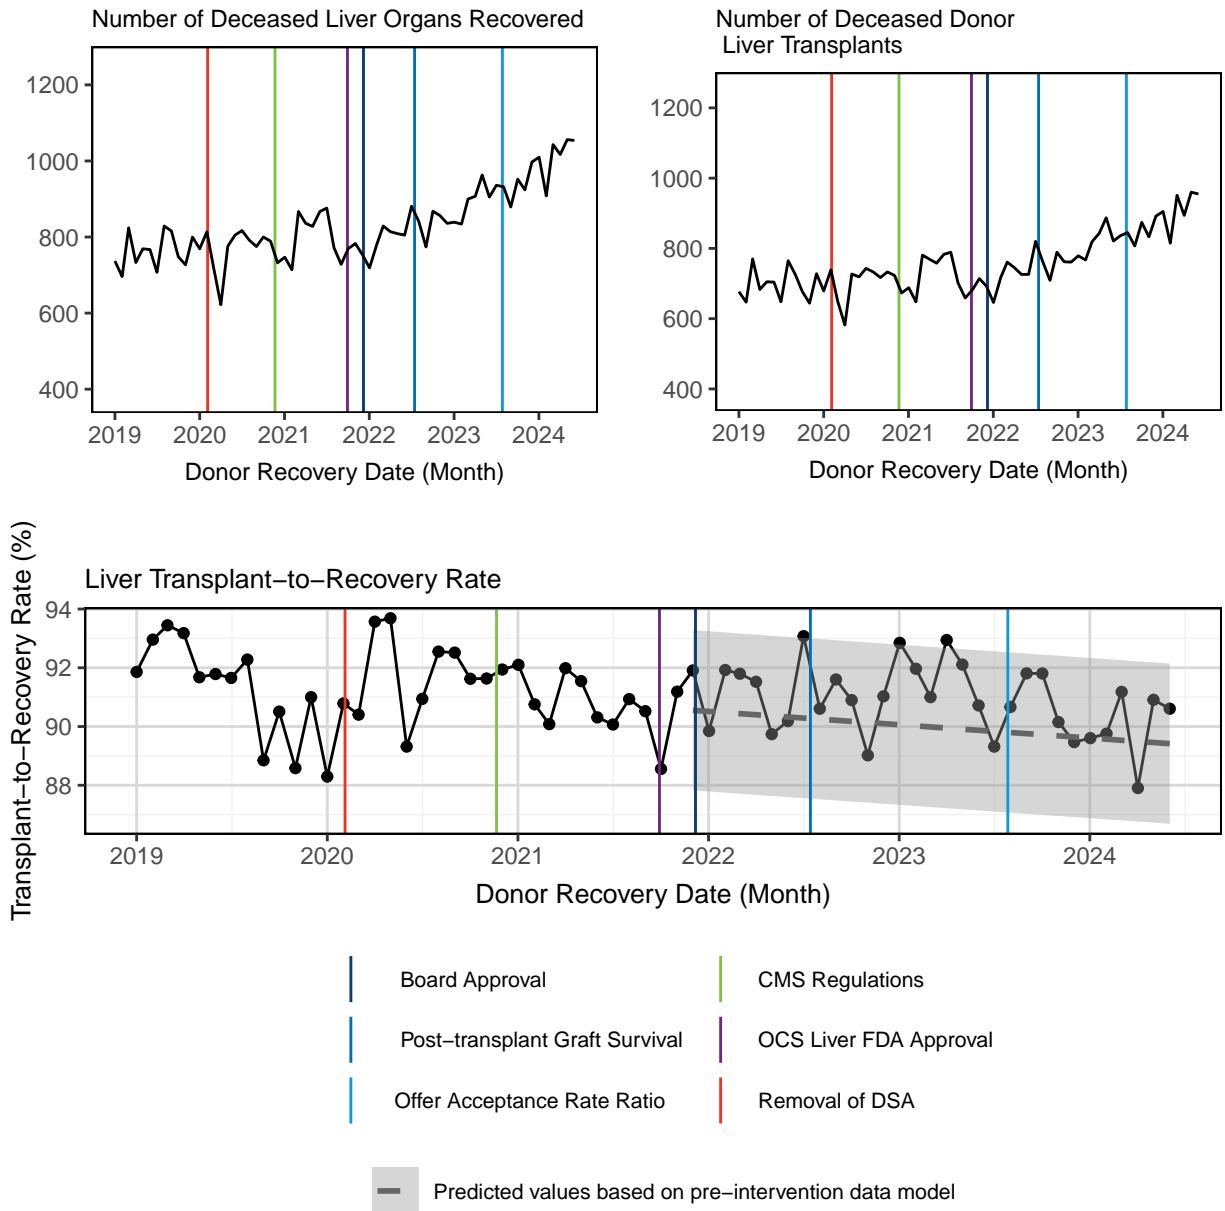 Number of Deceased Liver Organs Recovered
1200
1000
800
600
400
2019 2020 2021 2022 2023 2024
Donor Recovery Date (Month)
Number of Deceased Donor
Liver Transplants
1200
1000
800
600
400
2019 2020 2021 2022 2023 2024
Donor Recovery Date (Month)
Liver Transplant−to−Recovery Rate
Transplant−to−Recovery Rate (%)
94
92
90
88
2019 2020 2021 2022 2023 2024
Donor Recovery Date (Month)
Board Approval
Post−transplant Graft Survival
Offer Acceptance Rate Ratio
CMS Regulations
OCS Liver FDA Approval
Removal of DSA
Predicted values based on pre−intervention data model